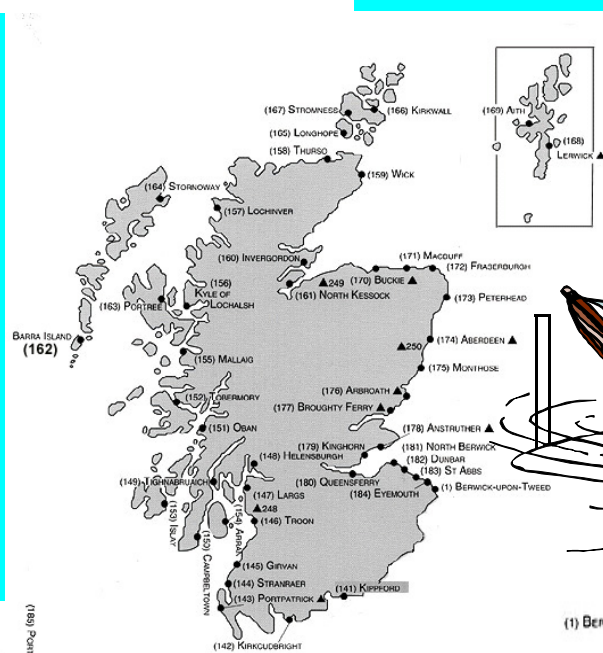 (167) STROMNESS
(166) KIRKWALL
(165) LONGHOPE
(158) THURSO
(159) WICK
(169) AITH
(168)
LERWICK ▲
(164) STORNOWAY
(157) LOCHINVER
(160) INVERGORDON
▲249
(161) NORTH KESSOCK
(171) MACDUFF
(172) FRASERBURGH
(170) BUCKIE ▲
(173) PETERHEAD
(156)
KYLE OF
LOCHALSH
(163) PORTREE
BARRA ISLAND
(162)
(155) MALLAIG
▲250
(174) ABERDEEN ▲
(175) MONTHOSE
(152) TOBERMORY
(176) ARBROATH ▲
(177) BROUGHTY FERRY ▲
(151) OBAN
(178) ANSTRUTHER ▲
(179) KINGHORN
(181) NORTH BERWICK
(148) HELENSBURGH
(182) DUNBAR
(183) ST ABBS
(180) QUEENSFERRY
(184) EYEMOUTH
(1) BERWICK-UPON-TWEED
(149) TIGHNABRUAICH
(147) LARGS
▲248
(146) TROON
(153) ISLAY
(154) ARRAN
(150) CAMPBELTOWN
(145) GIRVAN
(144) STRANRAER
(143) PORTPATRICK ▲
(141) KIPPFORD
(142) KIRKCUDBRIGHT
(185) PORT
(1) BER